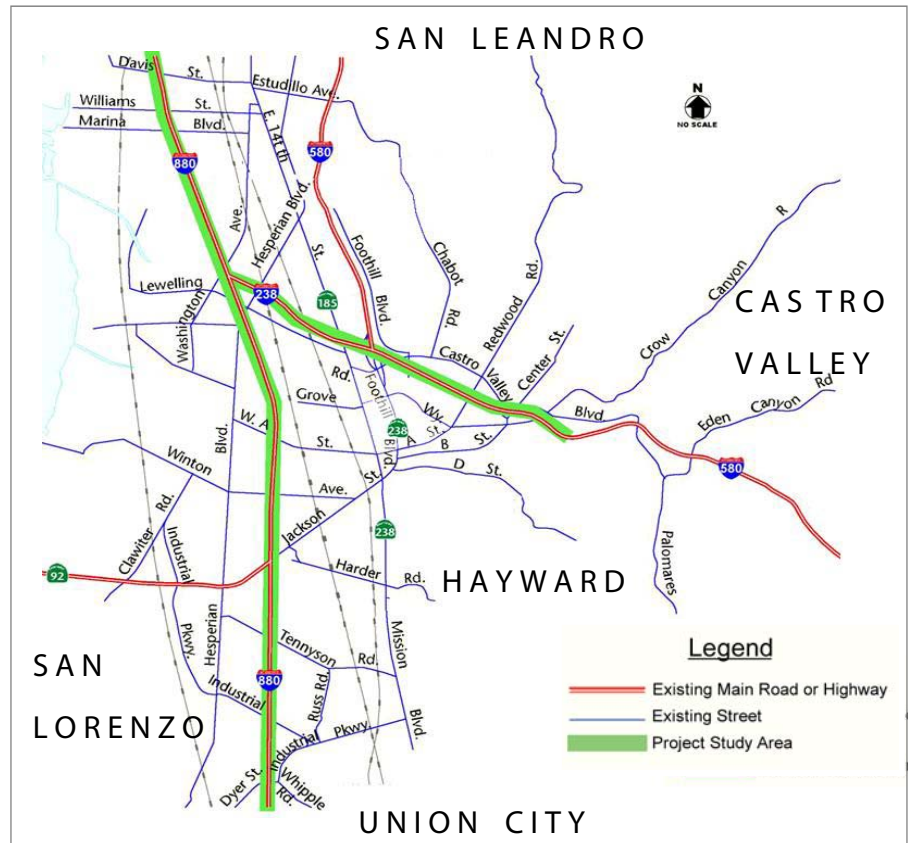 SAN LEANDRO
Davis St.
Estudillo Ave.
Williams St.
Marina Blvd.
E. 14t th St.
N
NO SCALE
880
580
Hesperian Blvd.
Washington Ave.
Foothill Blvd.
Chabot Rd.
Redwood Rd.
Crow Canyon R
CASTRO
VALLEY
Lewelling
238
185
Castro Valley Blvd
Center St.
Eden Canyon Rd
Rd.
Grove Wy.
Foothill Blvd.
238
W. A St.
A St.
B St.
D St.
580
Winton Ave.
Blvd.
Jackson St.
238
Clawiter Rd.
Industrial Pkwy.
92
Harder Rd.
HAYWARD
Palomares
Hesperian
Mission Blvd.
Tennyson Rd.
SAN
LORENZO
880
Industrial
Russ Rd.
Industrial Pkwy.
Dyer St.
Whipple Rd.
UNION CITY
Legend
Existing Main Road or Highway
Existing Street
Project Study Area